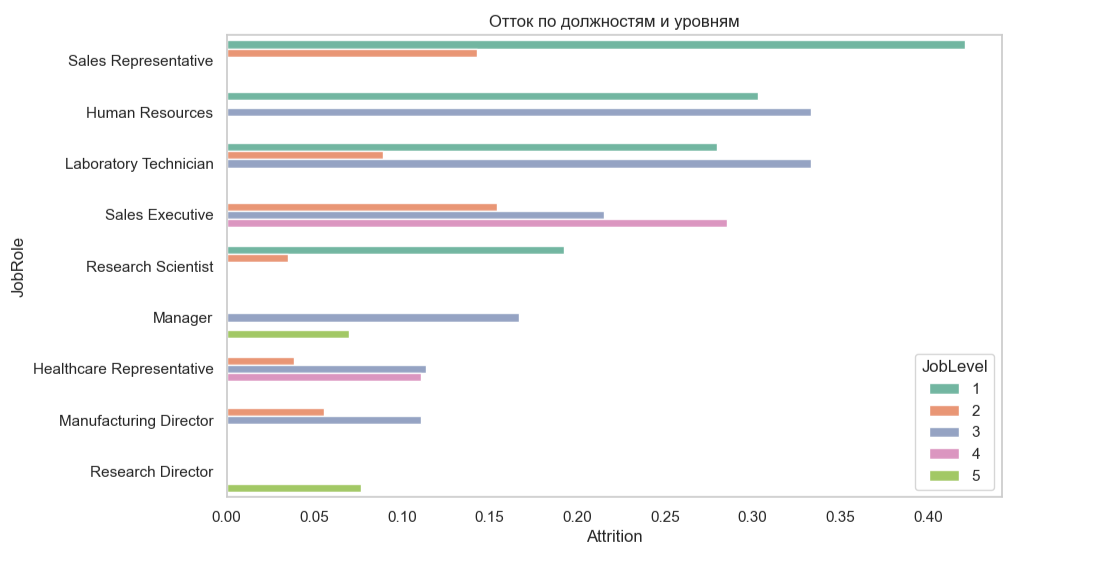 Отток по должностям и уровням
JobRole
Sales Representative
Human Resources
Laboratory Technician
Sales Executive
Research Scientist
Manager
Healthcare Representative
Manufacturing Director
Research Director
JobLevel
1
2
3
4
5
0.00 0.05 0.10 0.15 0.20 0.25 0.30 0.35 0.40
Attrition